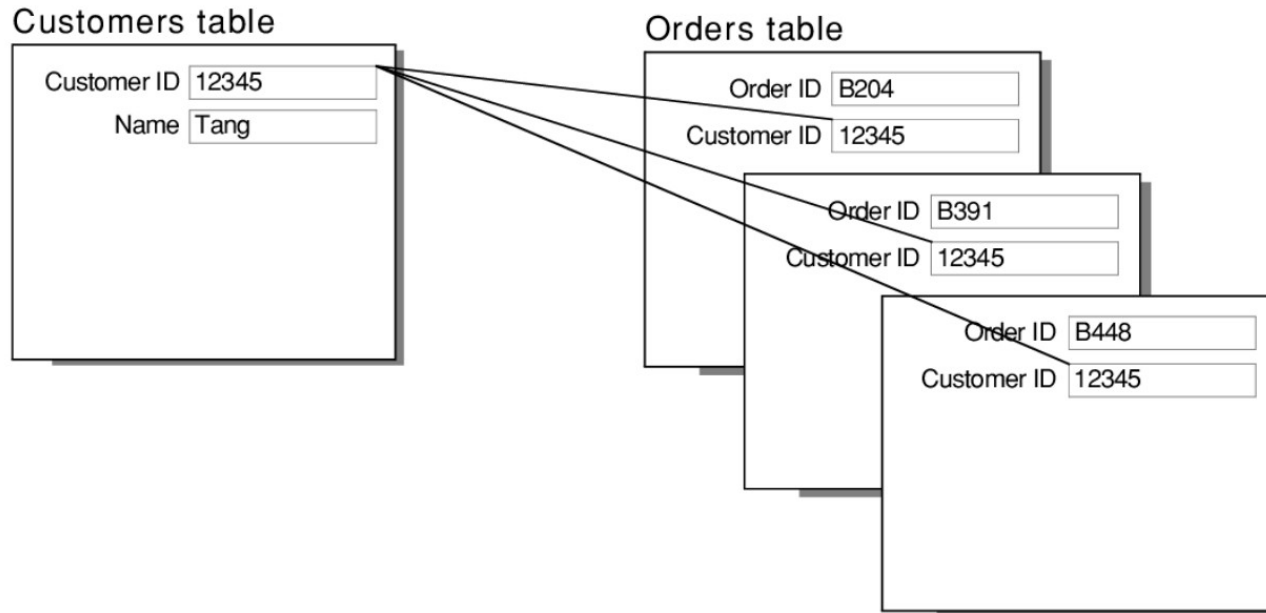 Customers table
Customer ID 12345
Name Tang
Orders table
Order ID B204
Customer ID 12345
Order ID B391
Customer ID 12345
Order ID B448
Customer ID 12345